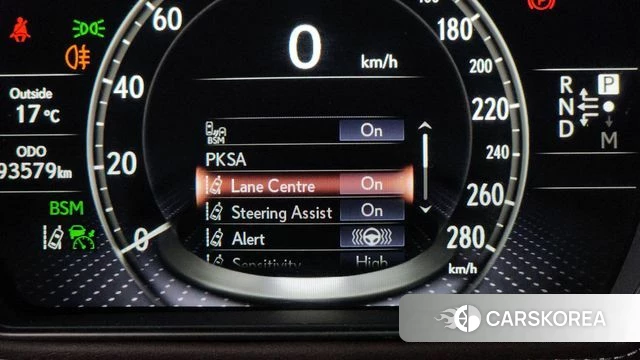 60
180
0
km/h
200
Outside
17°C
40
220
R
P
N
D
M
BSM
On
ODO
93579km
20
PKSA
240
Lane Centre
On
260
BSM
Steering Assist
On
0
Alert
280
km/h
Sensitivity
High
CARSKOREA